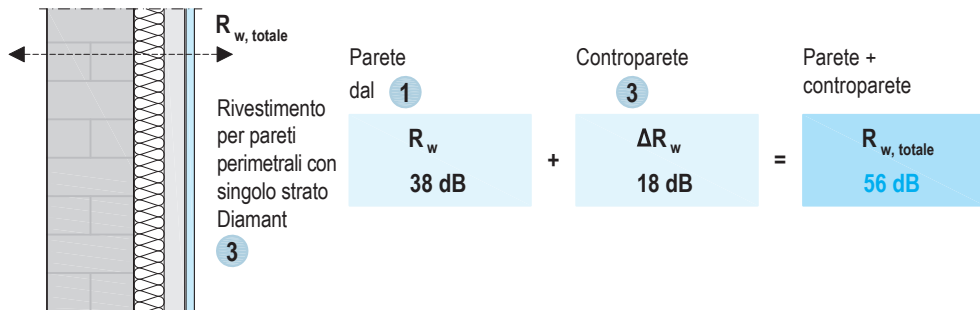 R w, totale
Rivestimento
per pareti
perimetrali con
singolo strato
Diamant
3
Parete
dal 1
R w
38 dB
+
Controparete
3
ΔR w
18 dB
=
Parete +
controparete
R w, totale
56 dB